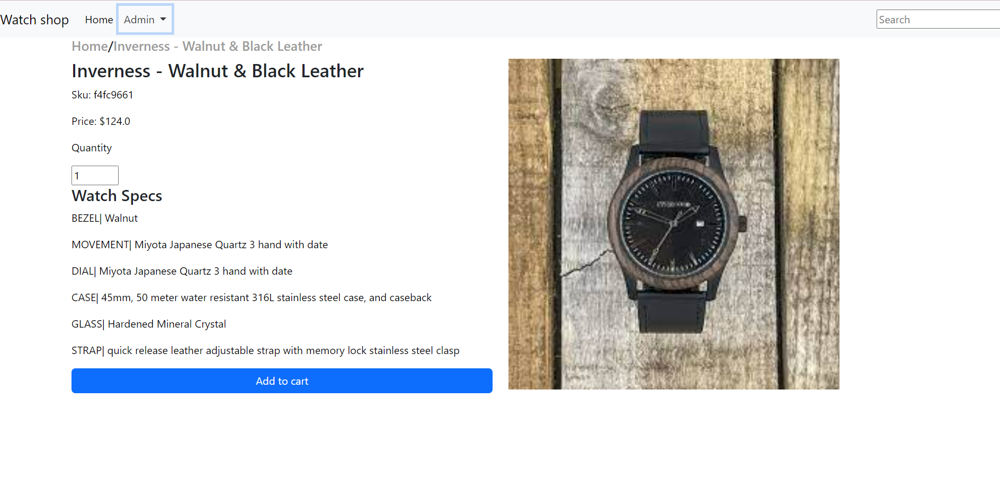 Watch shop Home Admin Search
Home/Inverness - Walnut & Black Leather
Inverness - Walnut & Black Leather
Sku: f4fc9661
Price: $124.0
Quantity
1
Watch Specs
BEZEL| Walnut
MOVEMENT| Miyota Japanese Quartz 3 hand with date
DIAL| Miyota Japanese Quartz 3 hand with date
CASE| 45mm, 50 meter water resistant 316L stainless steel case, and caseback
GLASS| Hardened Mineral Crystal
STRAP| quick release leather adjustable strap with memory lock stainless steel clasp
Add to cart